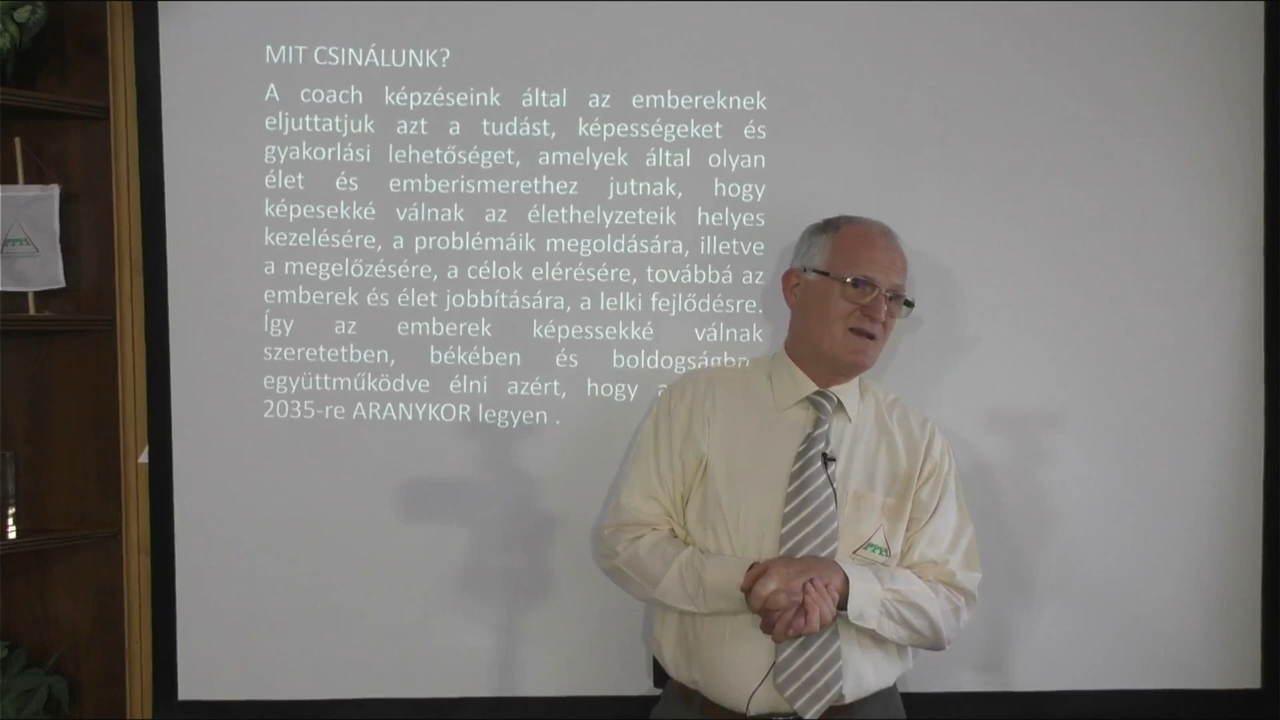 MIT CSINÁLUNK?
A coach képzéseink által az embereknek
eljuttatjuk azt a tudást, képességeket és
gyakorlási lehetőséget, amelyek által olyan
élet és emberismerethez jutnak, hogy
képesekké válnak az élethelyzeteik helyes
kezelésére, a problémáik megoldására, illetve
a megelőzésére, a célok elérésére, továbbá az
emberek és élet jobbítására, a lelki fejlődésre.
Így az emberek képessekké válnak
szeretetben, békében és
együttműködve élni azért, hogy
2035-re ARANYKOR legyen .